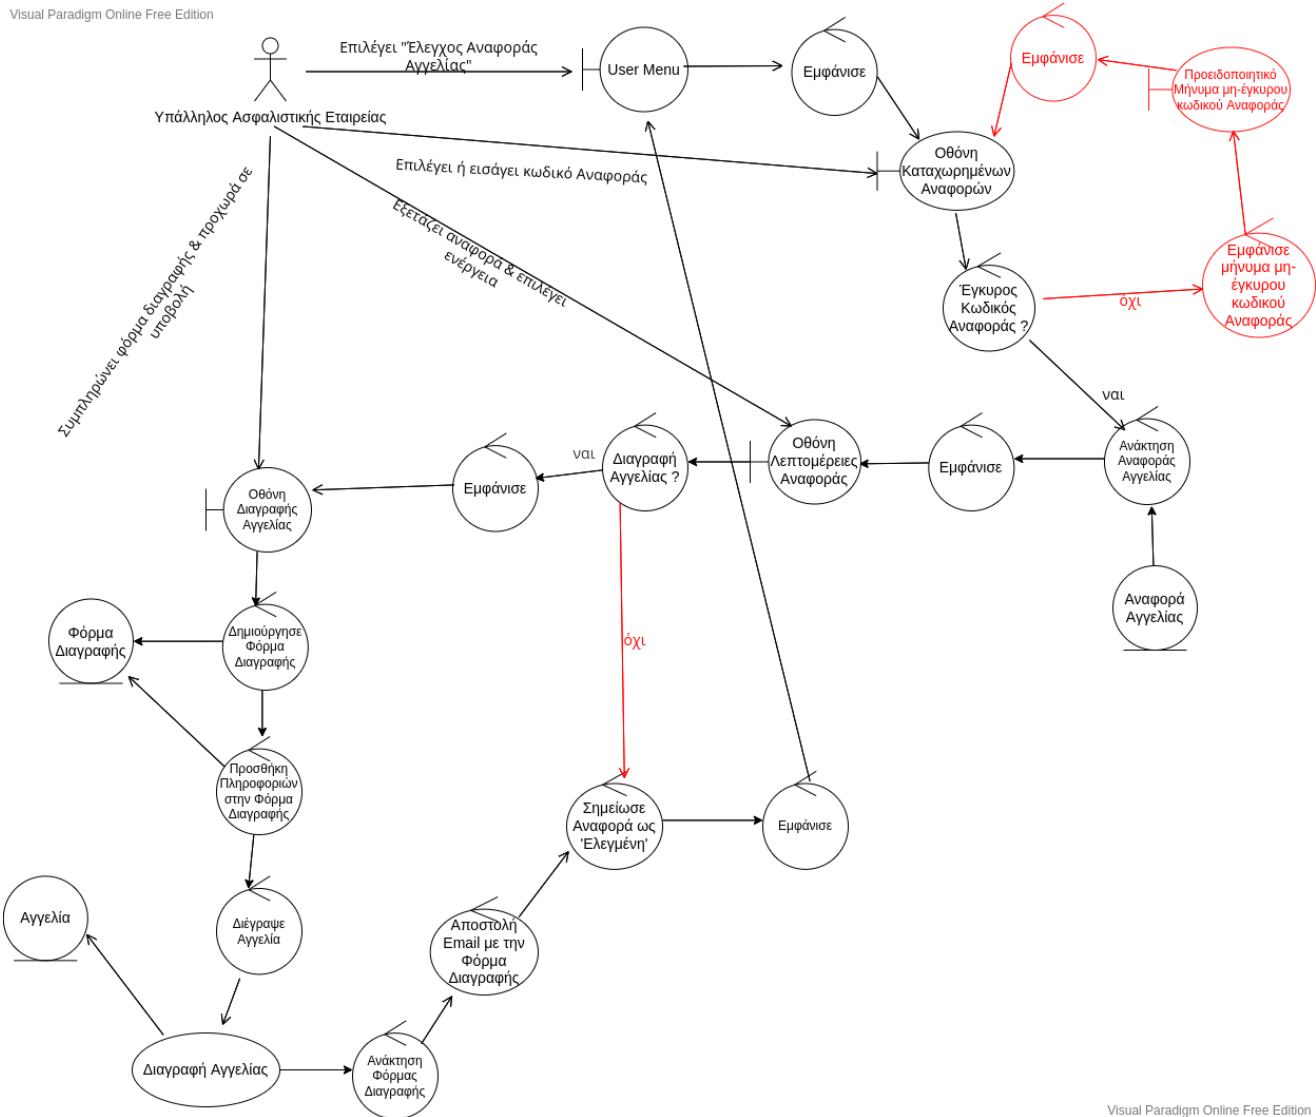 Visual Paradigm Online Free Edition
Επιλέγει "Έλεγχος Αναφοράς
Αγγελίας"
User Menu
Εμφάνισε
Εμφάνισε
Προειδοποιητικό
Μήνυμα μη-έγκυρου
κωδικού Αναφοράς
Υπάλληλος Ασφαλιστικής Εταιρείας
Επιλέγει ή εισάγει κωδικό Αναφοράς
Οθόνη
Καταχωρημένων
Αναφορών
Εξετάζει αναφορά & επιλέγει
ενέργεια
Συμπληρώνει φόρμα διαγραφής & προχωρά σε
υποβολή
Έγκυρος
Κωδικός
Αναφοράς ?
όχι
Εμφάνισε
μήνυμα μη-
έγκυρου
κωδικού
Αναφοράς
ναι
Οθόνη
Διαγραφής
Αγγελίας
Εμφάνισε
ναι
Διαγραφή
Αγγελίας ?
Οθόνη
Λεπτομέρειες
Αναφοράς
Εμφάνισε
Ανάκτηση
Αναφοράς
Αγγελίας
Αναφορά
Αγγελίας
Φόρμα
Διαγραφής
Δημιούργησε
Φόρμα
Διαγραφής
όχι
Προσθήκη
Πληροφοριών
στην Φόρμα
Διαγραφής
Σημείωσε
Αναφορά ως
'Ελεγμένη'
Εμφάνισε
Αγγελία
Διέγραψε
Αγγελία
Αποστολή
Email με την
Φόρμα
Διαγραφής
Διαγραφή Αγγελίας
Ανάκτηση
Φόρμας
Διαγραφής
Visual Paradigm Online Free Edition